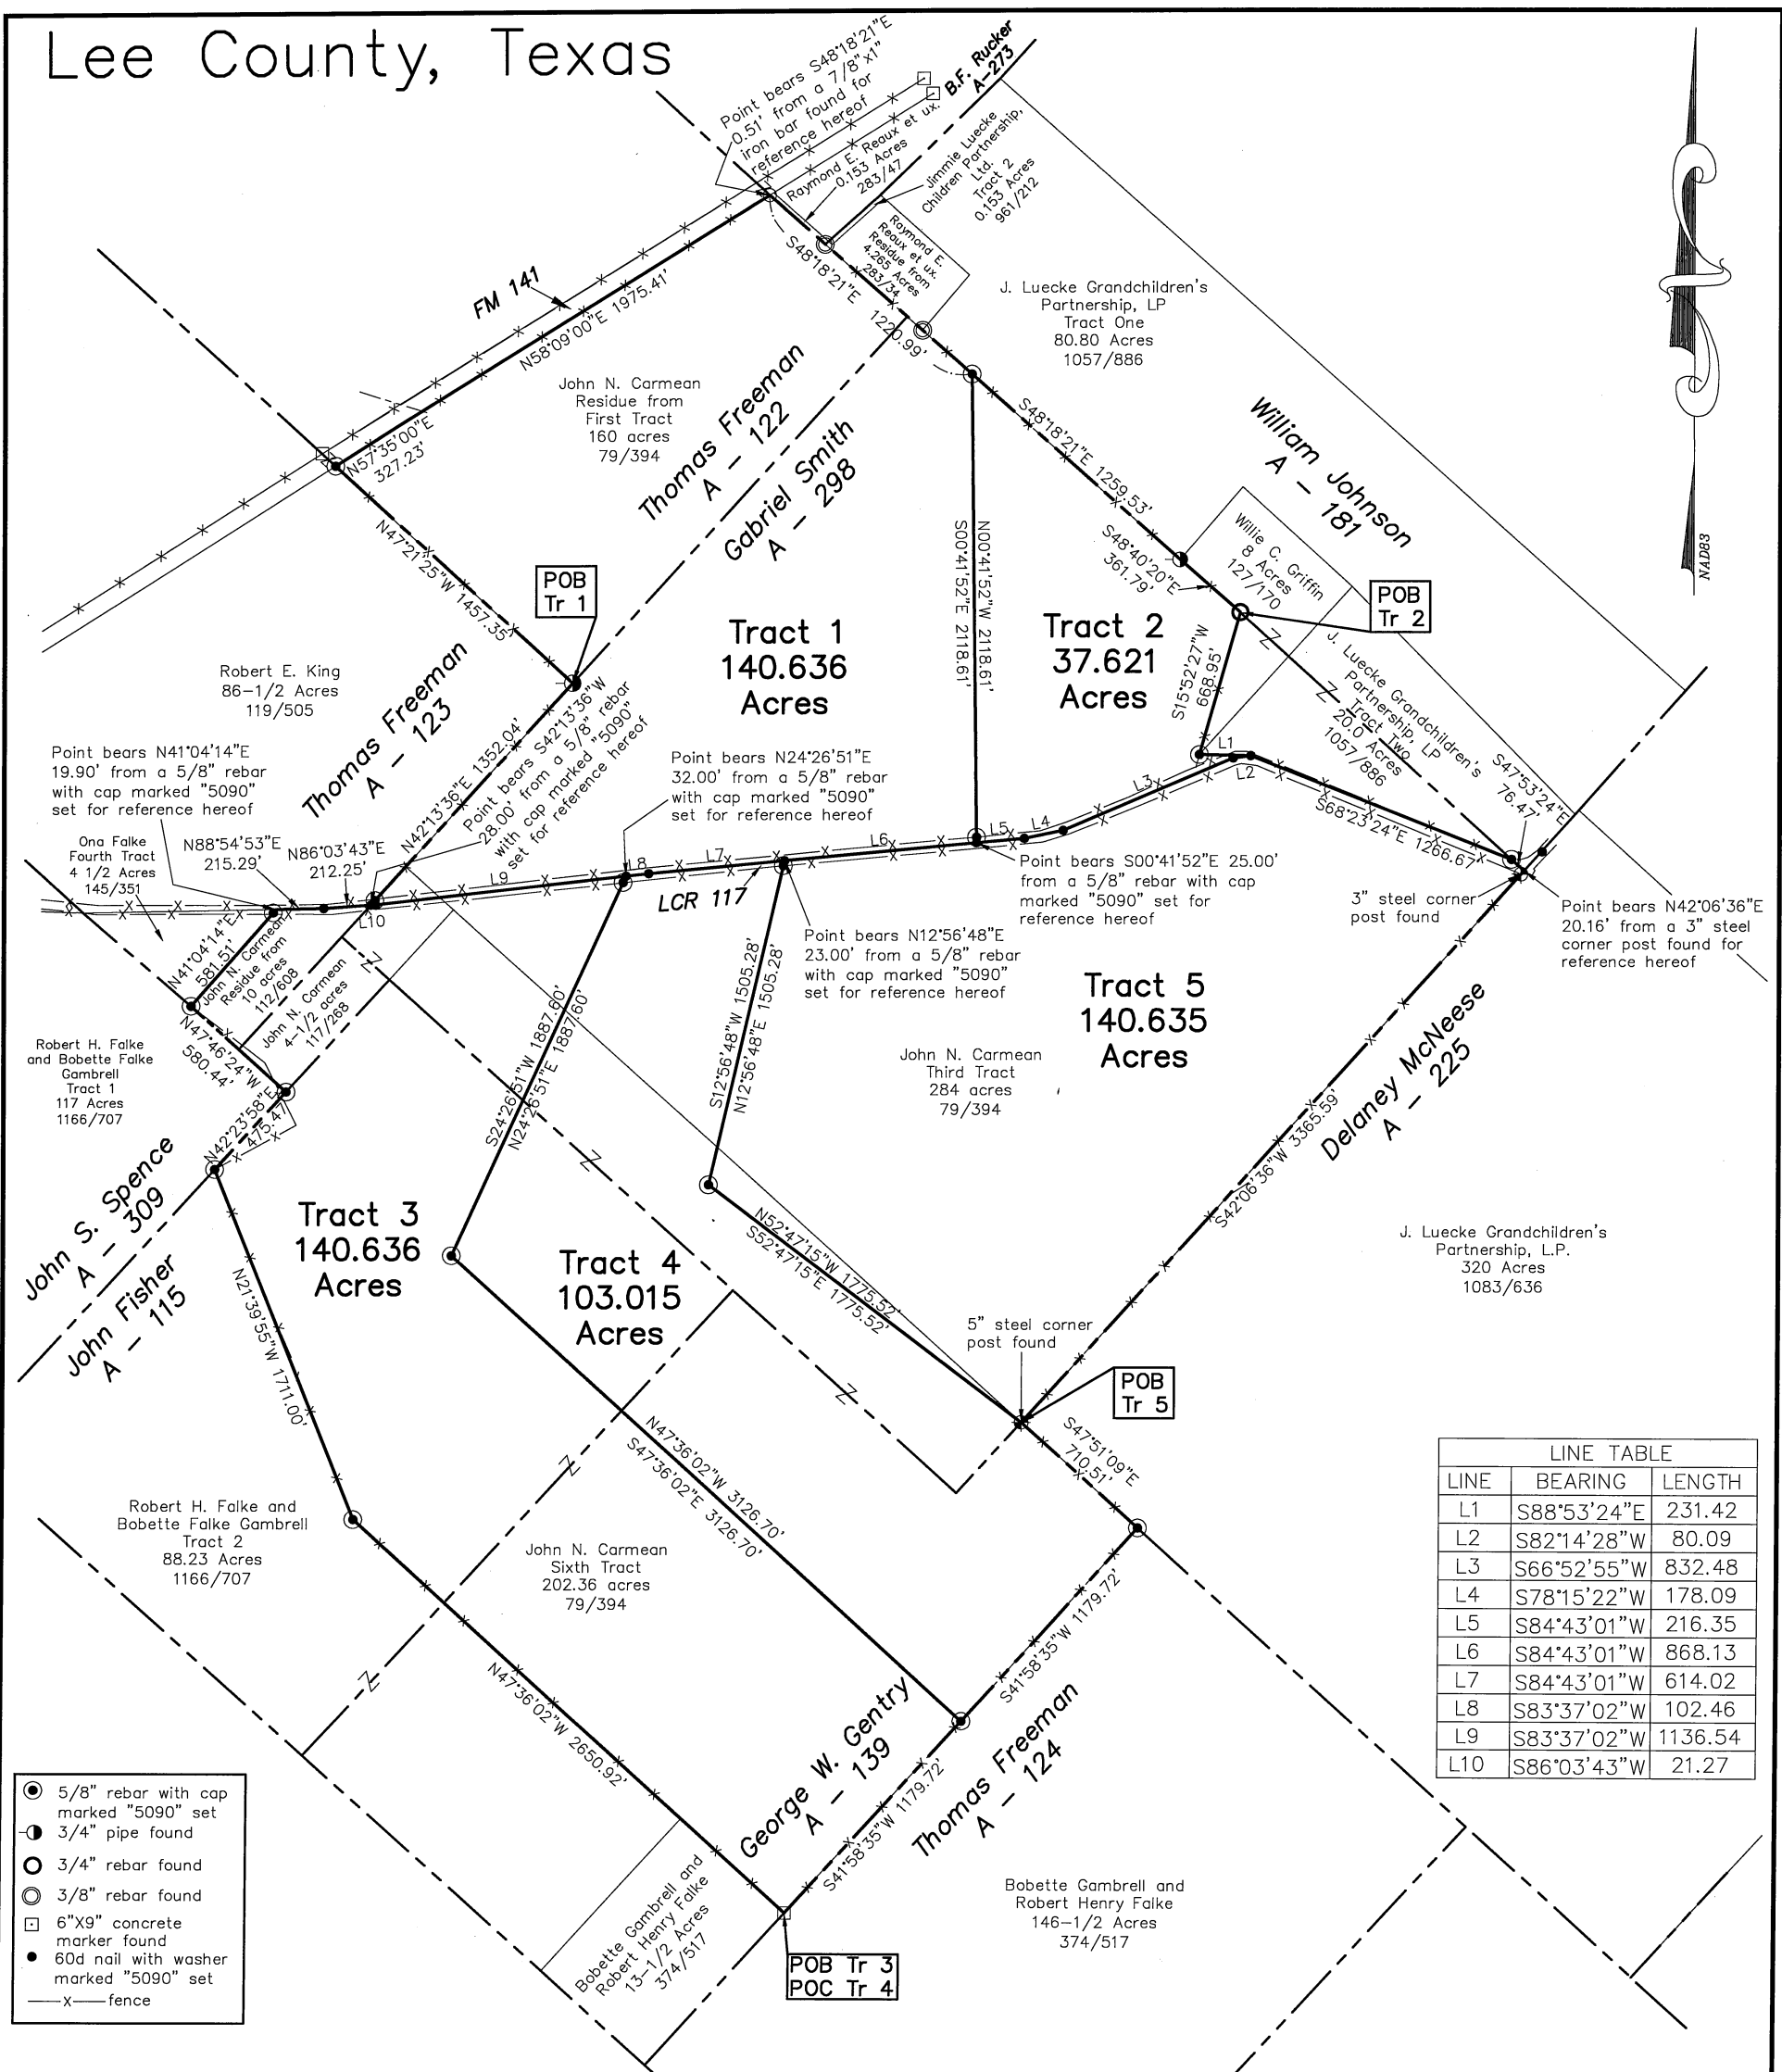 Lee County, Texas
Point bears S48°18'21"E
0.51' from a 7/8"x1"
iron bar found for
reference hereof
B.F. Rucker
A-273
Raymond E. Reaux et ux.
0.153 Acres
283/47
Jimmie Luecke
Children Partnership,
Ltd.
Tract 2
0.153 Acres
961/212
Raymond E.
Reaux et ux.
Residue from
4.265 Acres
283/34
S48°18'21"E
1220.99'
FM 141
N58°09'00"E 1975.41'
N57°35'00"E
327.23'
John N. Carmean
Residue from
First Tract
160 acres
79/394
Thomas Freeman
A - 122
Gabriel Smith
A - 298
J. Luecke Grandchildren's
Partnership, LP
Tract One
80.80 Acres
1057/886
William Johnson
A - 181
NAD83
S48°18'21"E 1259.53'
S48°40'20"E
361.79'
Willie C. Griffin
8 Acres
127/170
POB
Tr 2
N47°21'25"W 1457.35'
POB
Tr 1
S00°41'52"E 2118.61'
N00°41'52"W 2118.61'
Tract 1
140.636
Acres
Tract 2
37.621
Acres
S15°52'27"W
668.95'
J. Luecke Grandchildren's
Partnership, LP
Tract Two
20.0 Acres
1057/886
Robert E. King
86-1/2 Acres
119/505
Thomas Freeman
A - 123
N42°13'36"E 1352.04'
Point bears S42°13'36"W
28.00' from a 5/8" rebar
with cap marked "5090"
set for reference hereof
Point bears N41°04'14"E
19.90' from a 5/8" rebar
with cap marked "5090"
set for reference hereof
Point bears N24°26'51"E
32.00' from a 5/8" rebar
with cap marked "5090"
set for reference hereof
L1
L2
L3
L4
L5
L6
L7
L8
L9
L10
S68°23'24"E 1266.67'
S47°53'24"E
76.47'
Ona Falke
Fourth Tract
4 1/2 Acres
145/351
N88°54'53"E
215.29'
N86°03'43"E
212.25'
LCR 117
Point bears S00°41'52"E 25.00'
from a 5/8" rebar with cap
marked "5090" set for
reference hereof
3" steel corner
post found
Point bears N42°06'36"E
20.16' from a 3" steel
corner post found for
reference hereof
Point bears N12°56'48"E
23.00' from a 5/8" rebar
with cap marked "5090"
set for reference hereof
N41°04'14"E
581.51'
John N. Carmean
Residue from
10 acres
112/608
John N. Carmean
4-1/2 acres
117/268
N47°46'24"W
580.44'
Robert H. Falke
and Bobette Falke
Gambrell
Tract 1
117 Acres
1166/707
N42°23'58"E
475.47'
S24°26'51"W 1887.60'
N24°26'51"E 1887.60'
S12°56'48"W 1505.28'
N12°56'48"E 1505.28'
Tract 5
140.635
Acres
John N. Carmean
Third Tract
284 acres
79/394
Delaney McNeese
A - 225
S42°06'36"W 3365.59'
John S. Spence
A - 309
John Fisher
A - 115
Tract 3
140.636
Acres
Tract 4
103.015
Acres
N52°47'15"W 1775.52'
S52°47'15"E 1775.52'
J. Luecke Grandchildren's
Partnership, L.P.
320 Acres
1083/636
5" steel corner
post found
POB
Tr 5
N21°39'55"W 1711.00'
S47°51'09"E
710.51'
N47°36'02"W 3126.70'
S47°36'02"E 3126.70'
Robert H. Falke and
Bobette Falke Gambrell
Tract 2
88.23 Acres
1166/707
John N. Carmean
Sixth Tract
202.36 acres
79/394
S41°58'35"W 1179.72'
N47°36'02"W 2650.92'
George W. Gentry
A - 139
Thomas Freeman
A - 124
S41°58'35"W 1179.72'
Bobette Gambrell and
Robert Henry Falke
13-1/2 Acres
374/517
Bobette Gambrell and
Robert Henry Falke
146-1/2 Acres
374/517
POB Tr 3
POC Tr 4
LINE TABLE
LINE BEARING LENGTH
L1 S88°53'24"E 231.42
L2 S82°14'28"W 80.09
L3 S66°52'55"W 832.48
L4 S78°15'22"W 178.09
L5 S84°43'01"W 216.35
L6 S84°43'01"W 868.13
L7 S84°43'01"W 614.02
L8 S83°37'02"W 102.46
L9 S83°37'02"W 1136.54
L10 S86°03'43"W 21.27
5/8" rebar with cap
marked "5090" set
3/4" pipe found
3/4" rebar found
3/8" rebar found
6"X9" concrete
marker found
60d nail with washer
marked "5090" set
x fence